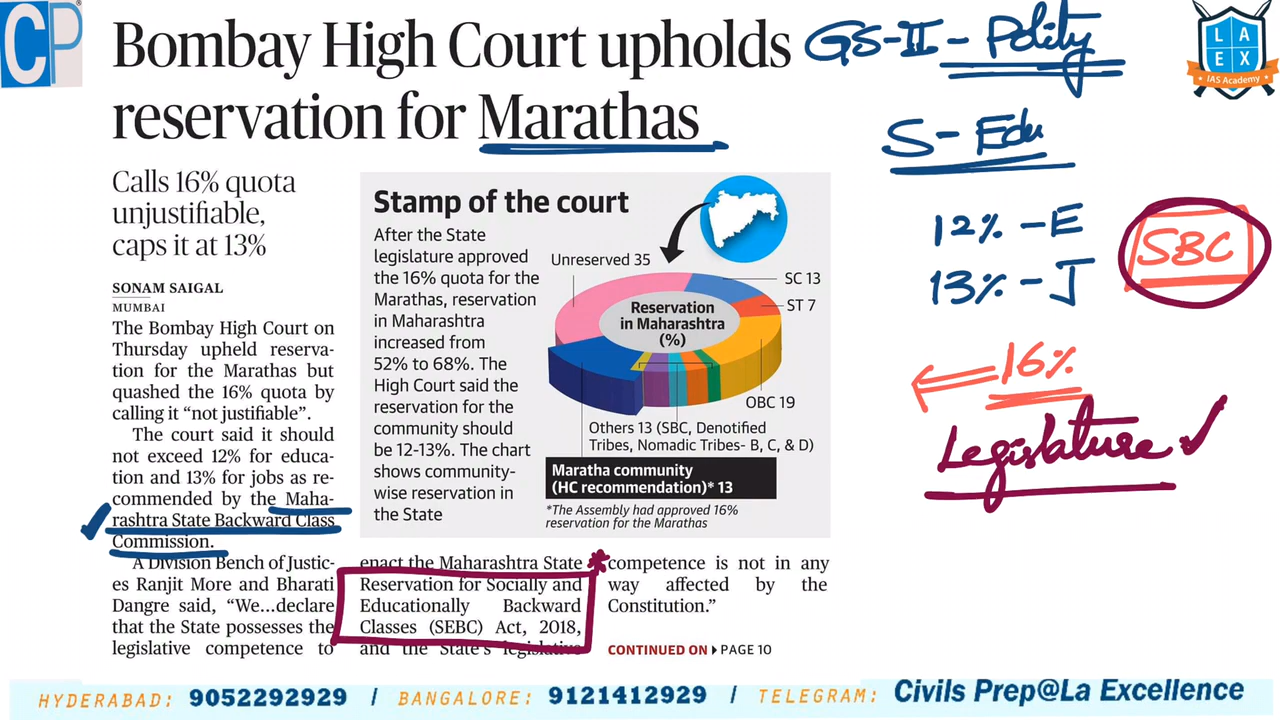 CP
Bombay High Court upholds
reservation for Marathas
GS-II - Polity
LA
EX
IAS Academy
S- Edu
12% - E
13% - J
SBC
16%
Legislature
Calls 16% quota
unjustifiable,
caps it at 13%
SONAM SAIGAL
MUMBAI
The Bombay High Court on
Thursday upheld reserva-
tion for the Marathas but
quashed the 16% quota by
calling it “not justifiable”.
The court said it should
not exceed 12% for educa-
tion and 13% for jobs as re-
commended by the Maha-
rashtra State Backward Class
Commission.
A Division Bench of Justic-
es Ranjit More and Bharati
Dangre said, “We...declare
that the State possesses the
legislative competence to
Stamp of the court
After the State
legislature approved
the 16% quota for the
Marathas, reservation
in Maharashtra
increased from
52% to 68%. The
High Court said the
reservation for the
community should
be 12-13%. The chart
shows community-
wise reservation in
the State
Unreserved 35
SC 13
ST 7
Reservation
in Maharashtra
(%)
OBC 19
Others 13 (SBC, Denotified
Tribes, Nomadic Tribes- B, C, & D)
Maratha community
(HC recommendation)* 13
*The Assembly had approved 16%
reservation for the Marathas
enact the Maharashtra State
Reservation for Socially and
Educationally Backward
Classes (SEBC) Act, 2018,
and the State's legislative
competence is not in any
way affected by the
Constitution.”
CONTINUED ON PAGE 10
HYDERABAD: 9052292929 / BANGALORE: 9121412929 / TELEGRAM: Civils Prep@La Excellence